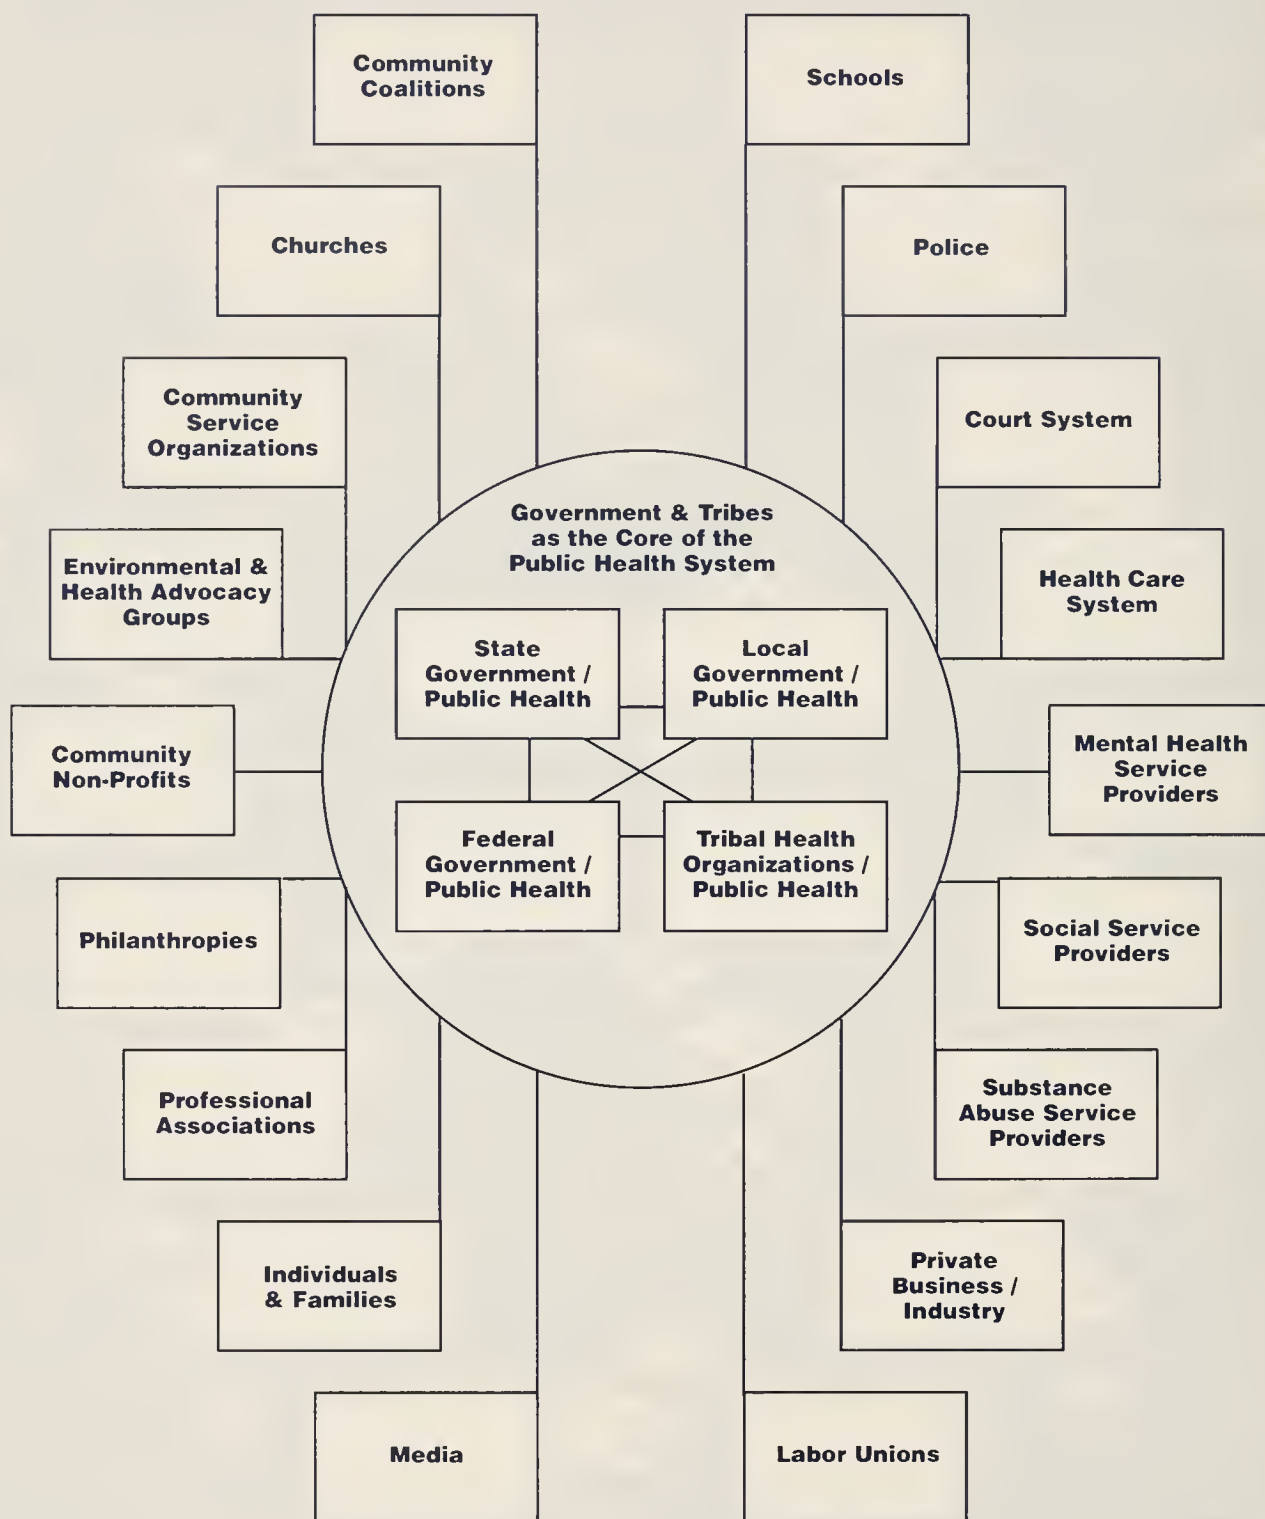 Community
Coalitions
Schools
Churches
Police
Community
Service
Organizations
Court System
Environmental &
Health Advocacy
Groups
Government & Tribes
as the Core of the
Public Health System
Health Care
System
State
Government /
Public Health
Local
Government /
Public Health
Community
Non-Profits
Mental Health
Service
Providers
Federal
Government /
Public Health
Tribal Health
Organizations /
Public Health
Philanthropies
Social Service
Providers
Professional
Associations
Substance
Abuse Service
Providers
Individuals
& Families
Private
Business /
Industry
Media
Labor Unions